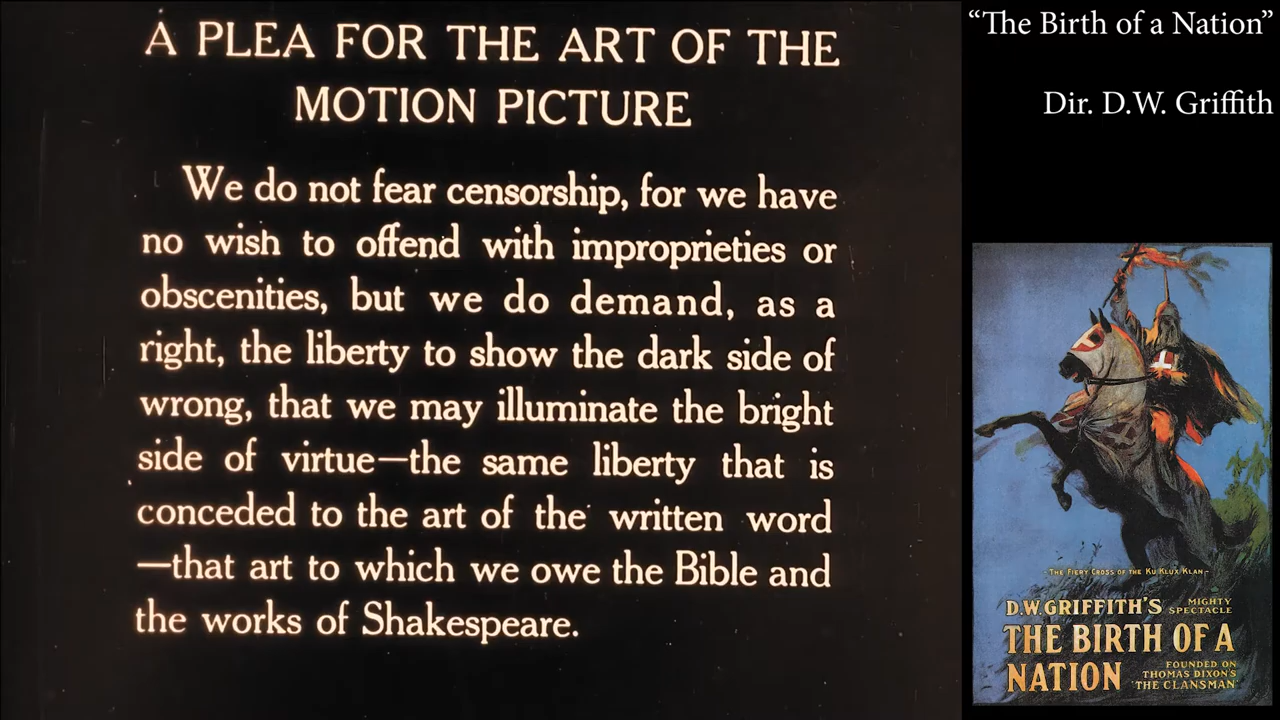 A PLEA FOR THE ART OF THE
MOTION PICTURE
We do not fear censorship, for we have
no wish to offend with improprieties or
obscenities, but we do demand, as a
right, the liberty to show the dark side of
wrong, that we may illuminate the bright
side of virtue—the same liberty that is
conceded to the art of the written word
—that art to which we owe the Bible and
the works of Shakespeare.
“The Birth of a Nation”
Dir. D.W. Griffith
-THE FIERY CROSS OF THE KU KLUX KLAN-
D.W. GRIFFITH'S MIGHTY SPECTACLE
THE BIRTH OF A
NATION
FOUNDED ON
THOMAS DIXON'S
"THE CLANSMAN"